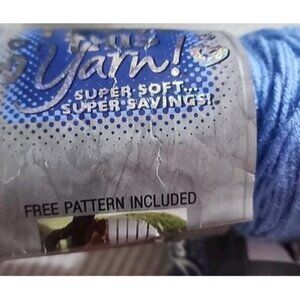 Yarn!
SUPER SOFT...
SUPER SAVINGS!
FREE PATTERN INCLUDED